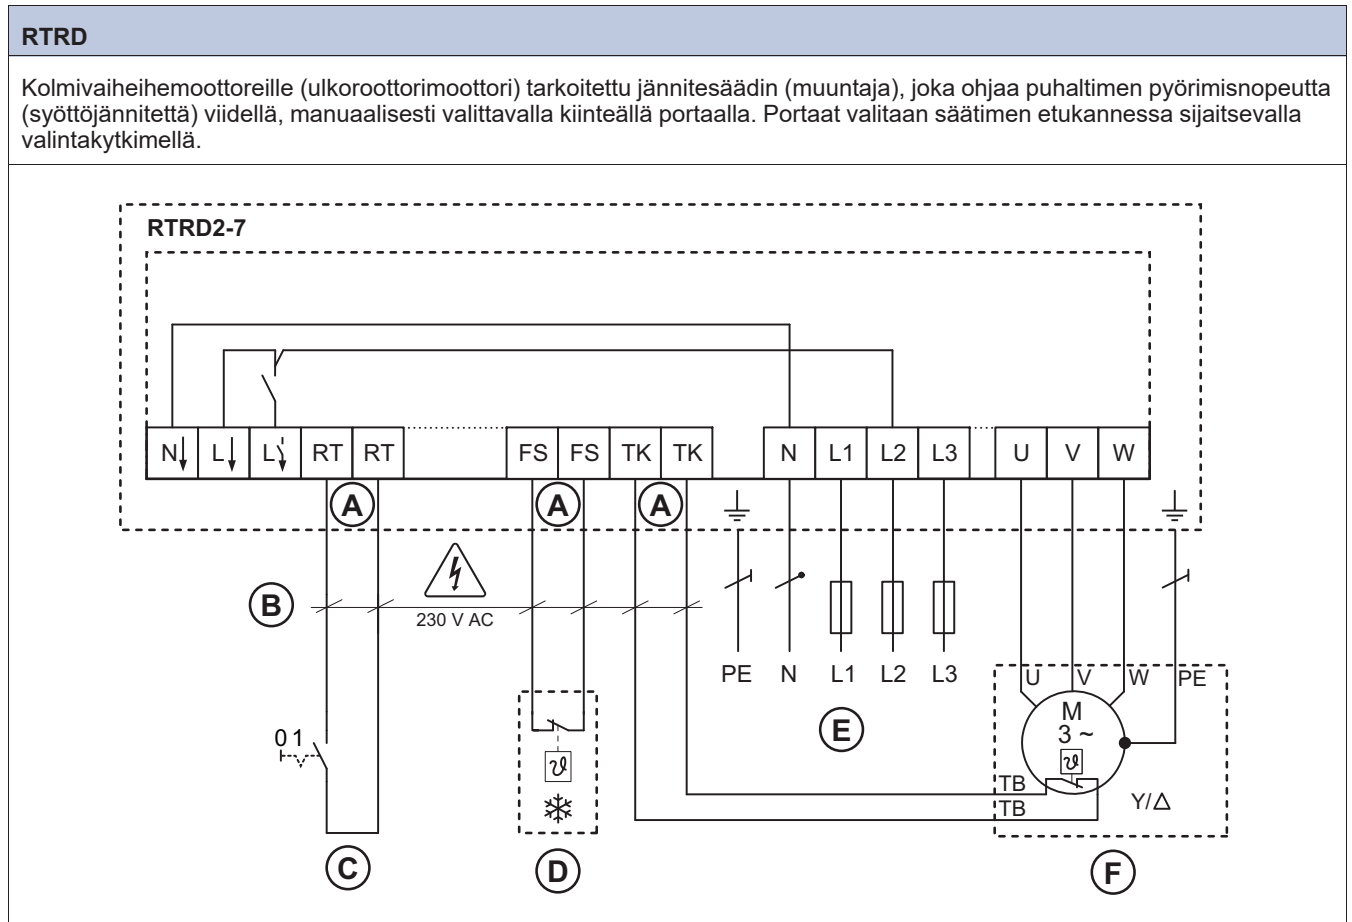 RTRD
Kolmivaiheihemoottoreille (ulkoroottorimoottori) tarkoitettu jännitesäädin (muuntaja), joka ohjaa puhaltimen pyörimisnopeutta
(syöttöjännitettä) viidellä, manuaalisesti valittavalla kiinteällä portaalla. Portaat valitaan säätimen etukannessa sijaitsevalla
valintakytkimellä.
RTRD2-7
N L L RT RT FS FS TK TK N L1 L2 L3 U V W
A A A
B
230 V AC
PE N L1 L2 L3
U V W PE
M
3 ~
0 1
E
ϑ
ϑ
TB
TB
Y/Δ
C D F